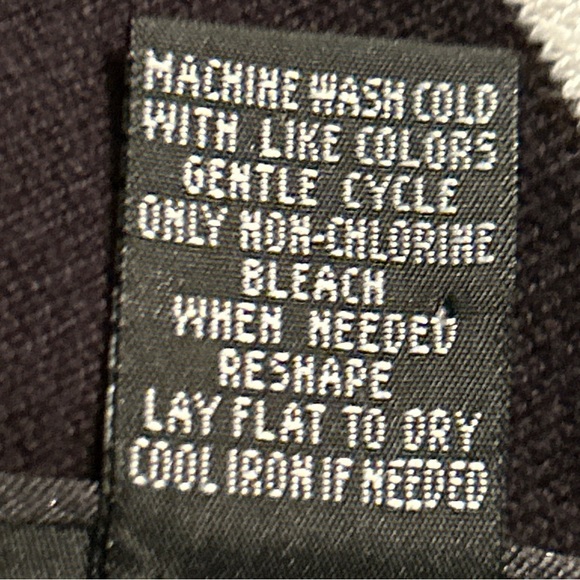 MACHINE WASH COLD
WITH LIKE COLORS
GENTLE CYCLE
ONLY NON-CHLORINE
BLEACH
WHEN NEEDED
RESHAPE
LAY FLAT TO DRY
COOL IRON IF NEEDED